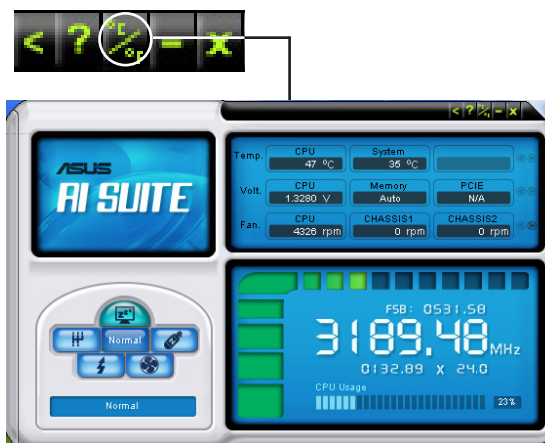 < ? °C/°F - x
< ? °C/°F - x
ASUS
AI SUITE
Temp. CPU 47 °C System 35 °C
Volt. CPU 1.3280 V Memory Auto PCIE N/A
Fan. CPU 4326 rpm CHASSIS1 0 rpm CHASSIS2 0 rpm
FSB: 0531.58
3189.48 MHz
0132.89 x 24.0
CPU Usage
23%
zzz
Normal
Normal